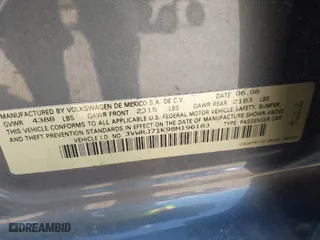 MANUFACTURED BY VOLKSWAGEN DE MEXICO S.A. DE C.V. 06.08
GVWR 4388 LBS GAWR FRONT 2315 LBS GAWR REAR 2183 LBS
THIS VEHICLE CONFORMS TO ALL APPLICABLE FEDERAL MOTOR VEHICLE SAFETY, BUMPER,
AND THEFT PREVENTION STANDARDS IN EFFECT ON THE DATE OF MANUFACTURE SHOWN ABOVE
VEHICLE IDENT. NO.: 3VWRJ71K98M196183 TYPE: PASSENGER CAR
DREAMBID